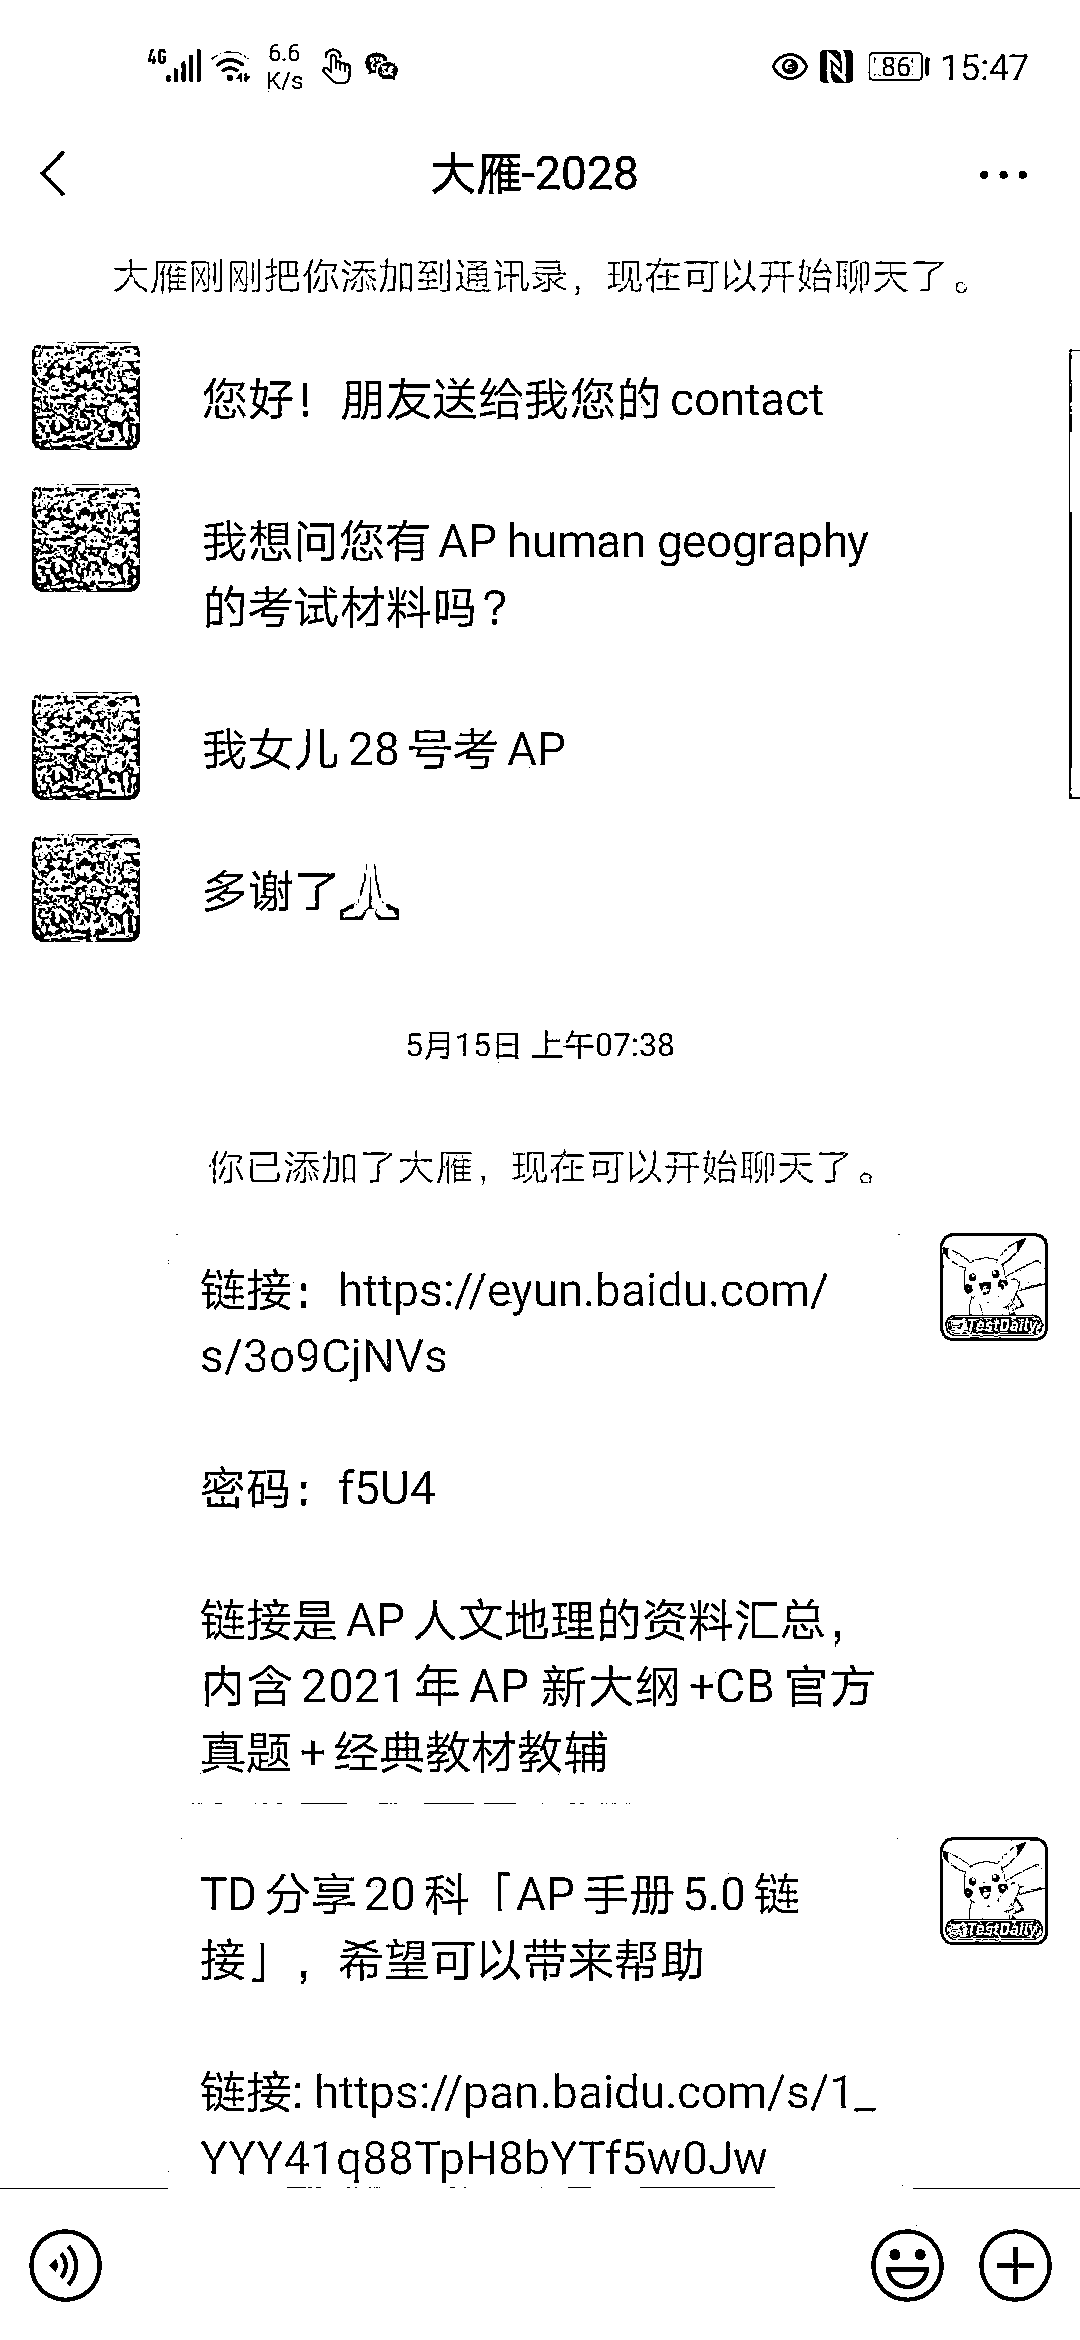 4G 6.6 K/s 86 15:47
大雁-2028
大雁刚刚把你添加到通讯录，现在可以开始聊天了。
您好！朋友送给我您的 contact
我想问您有 AP human geography
的考试材料吗？
我女儿 28 号考 AP
多谢了🙏
5月15日 上午07:38
你已添加了大雁，现在可以开始聊天了。
链接：https://eyun.baidu.com/
s/3o9CjNVs
TestDaily
密码：f5U4
链接是 AP 人文地理的资料汇总，
内含 2021 年 AP 新大纲 +CB 官方
真题 + 经典教材教辅
TD 分享 20 科「AP 手册 5.0 链
接」，希望可以带来帮助
TestDaily
链接: https://pan.baidu.com/s/1_
YYY41q88TpH8bYTf5w0Jw